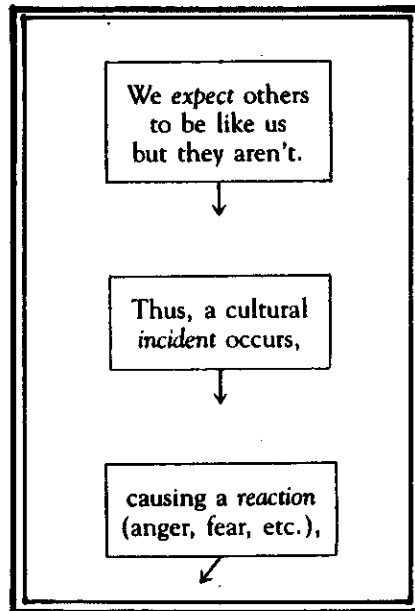 We expect others
to be like us
but they aren't.
Thus, a cultural
incident occurs,
causing a reaction
(anger, fear, etc.),